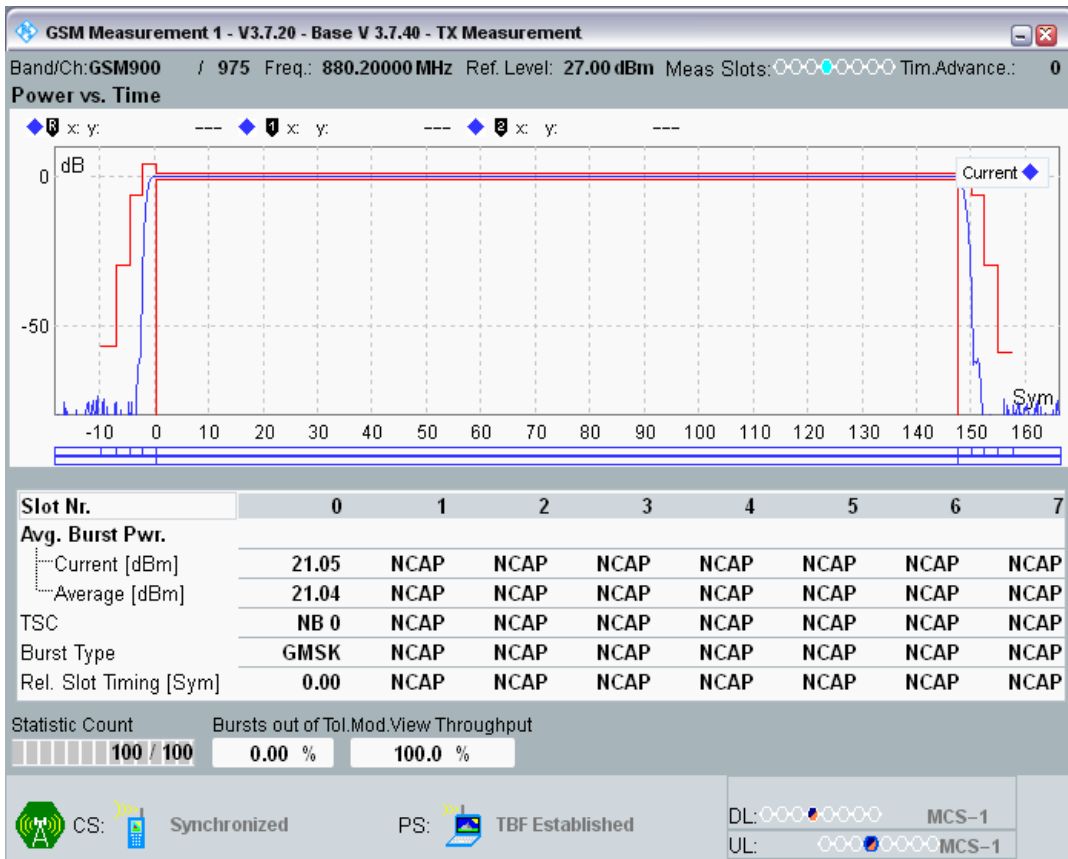 GSM Measurement 1 - V3.7.20 - Base V 3.7.40 - TX Measurement
Band/Ch:GSM900 / 975 Freq.: 880.20000 MHz Ref. Level: 27.00 dBm Meas Slots: Tim.Advance.: 0
Power vs. Time
R x: y: --- 1 x: y: --- 2 x: y: ---
dB
Current
0
-50
Sym
-10 0 10 20 30 40 50 60 70 80 90 100 110 120 130 140 150 160
Slot Nr. 0 1 2 3 4 5 6 7
Avg. Burst Pwr.
Current [dBm] 21.05 NCAP NCAP NCAP NCAP NCAP NCAP NCAP
Average [dBm] 21.04 NCAP NCAP NCAP NCAP NCAP NCAP NCAP
TSC NB 0 NCAP NCAP NCAP NCAP NCAP NCAP NCAP
Burst Type GMSK NCAP NCAP NCAP NCAP NCAP NCAP NCAP
Rel. Slot Timing [Sym] 0.00 NCAP NCAP NCAP NCAP NCAP NCAP NCAP
Statistic Count Bursts out of Tol.Mod.View Throughput
100 / 100 0.00 % 100.0 %
CS: Synchronized PS: TBF Established
DL: MCS-1
UL: MCS-1